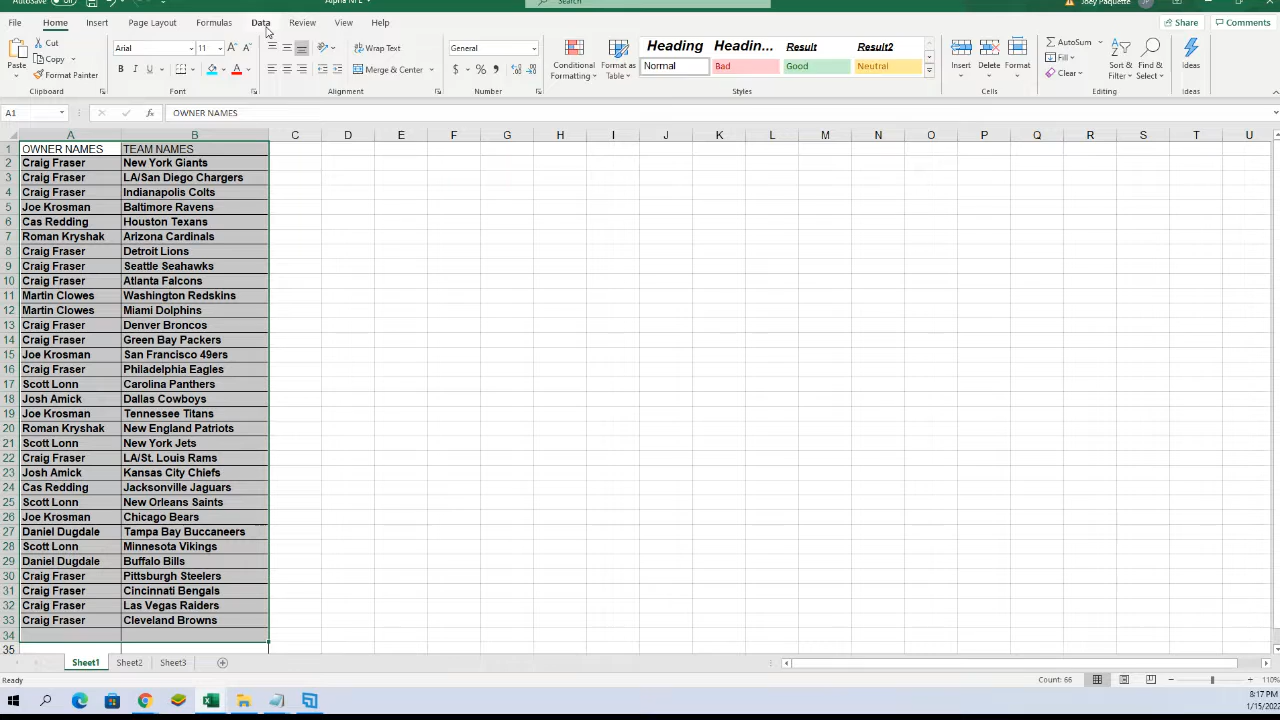 AutoSave Off Alpha NFL Search Joey Paquette JP
File Home Insert Page Layout Formulas Data Review View Help Share Comments
Paste Cut Copy Format Painter Clipboard
Arial 11 A A B I U A Font
ab Wrap Text Merge & Center Alignment
General $ % 9 Number
Conditional Formatting Format as Table
Heading Headin... Result Result2
Normal Bad Good Neutral Styles
Insert Delete Format Cells
AutoSum Fill Clear Sort & Filter Find & Select Editing
Ideas Ideas
A1 fx OWNER NAMES
A B C D E F G H I J K L M N O P Q R S T U
1 OWNER NAMES TEAM NAMES
2 Craig Fraser New York Giants
3 Craig Fraser LA/San Diego Chargers
4 Craig Fraser Indianapolis Colts
5 Joe Krosman Baltimore Ravens
6 Cas Redding Houston Texans
7 Roman Kryshak Arizona Cardinals
8 Craig Fraser Detroit Lions
9 Craig Fraser Seattle Seahawks
10 Craig Fraser Atlanta Falcons
11 Martin Clowes Washington Redskins
12 Martin Clowes Miami Dolphins
13 Craig Fraser Denver Broncos
14 Craig Fraser Green Bay Packers
15 Joe Krosman San Francisco 49ers
16 Craig Fraser Philadelphia Eagles
17 Scott Lonn Carolina Panthers
18 Josh Amick Dallas Cowboys
19 Joe Krosman Tennessee Titans
20 Roman Kryshak New England Patriots
21 Scott Lonn New York Jets
22 Craig Fraser LA/St. Louis Rams
23 Josh Amick Kansas City Chiefs
24 Cas Redding Jacksonville Jaguars
25 Scott Lonn New Orleans Saints
26 Joe Krosman Chicago Bears
27 Daniel Dugdale Tampa Bay Buccaneers
28 Scott Lonn Minnesota Vikings
29 Daniel Dugdale Buffalo Bills
30 Craig Fraser Pittsburgh Steelers
31 Craig Fraser Cincinnati Bengals
32 Craig Fraser Las Vegas Raiders
33 Craig Fraser Cleveland Browns
34
35
Sheet1 Sheet2 Sheet3
Ready Count: 66 110%
8:17 PM
1/15/2022